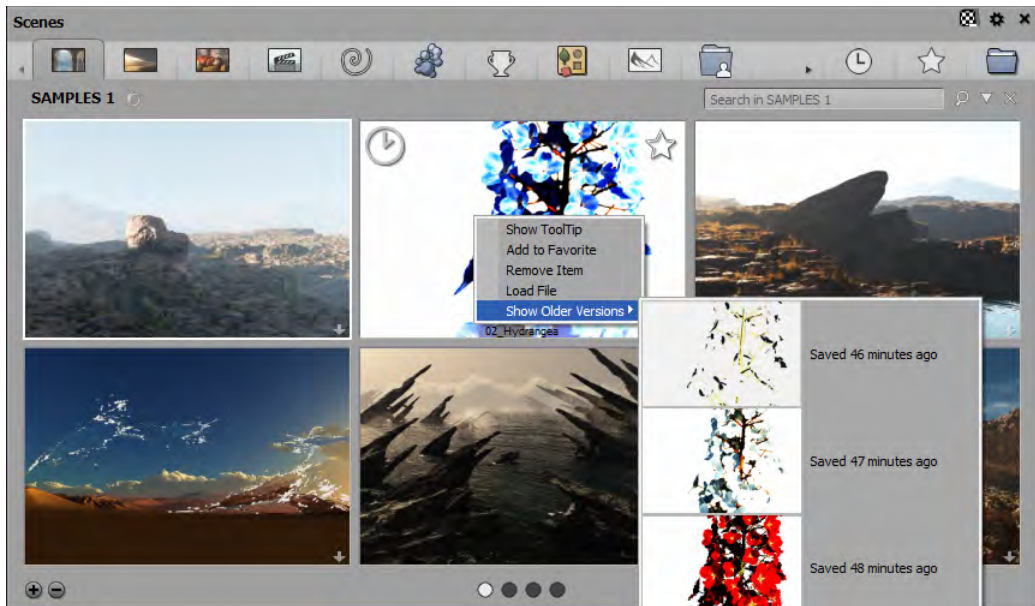 Scenes
SAMPLES 1
Search in SAMPLES 1
Show ToolTip
Add to Favorite
Remove Item
Load File
Show Older Versions
02_Hydrangea
Saved 46 minutes ago
Saved 47 minutes ago
Saved 48 minutes ago